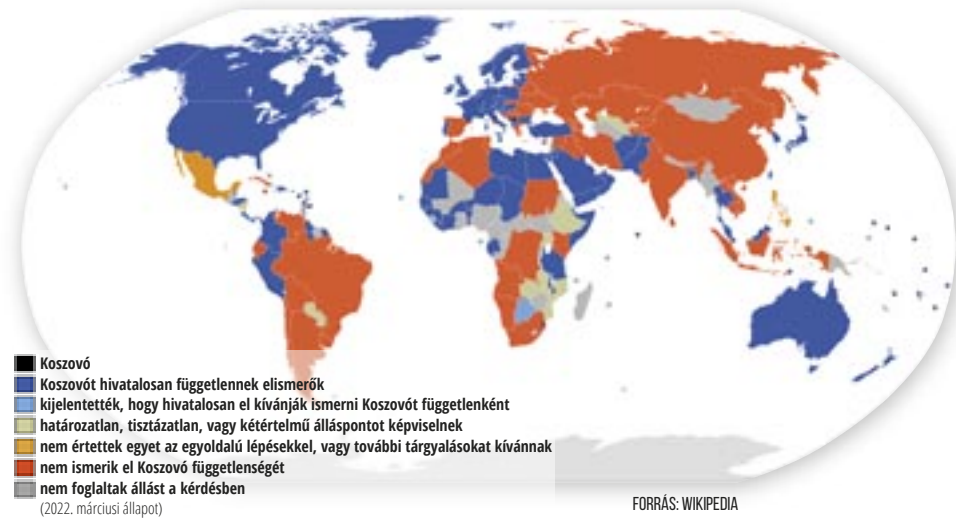 Koszovó
Koszovót hivatalosan függetlennek elismerők
kijelentették, hogy hivatalosan el kívánják ismerni Koszovót függetlenként
határozatlan, tisztázatlan, vagy kétértelmű álláspontot képviselnek
nem értettek egyet az egyoldalú lépésekkel, vagy további tárgyalásokat kívánnak
nem ismerik el Koszovó függetlenségét
nem foglaltak állást a kérdésben
(2022. márciusi állapot)
FORRÁS: WIKIPEDIA